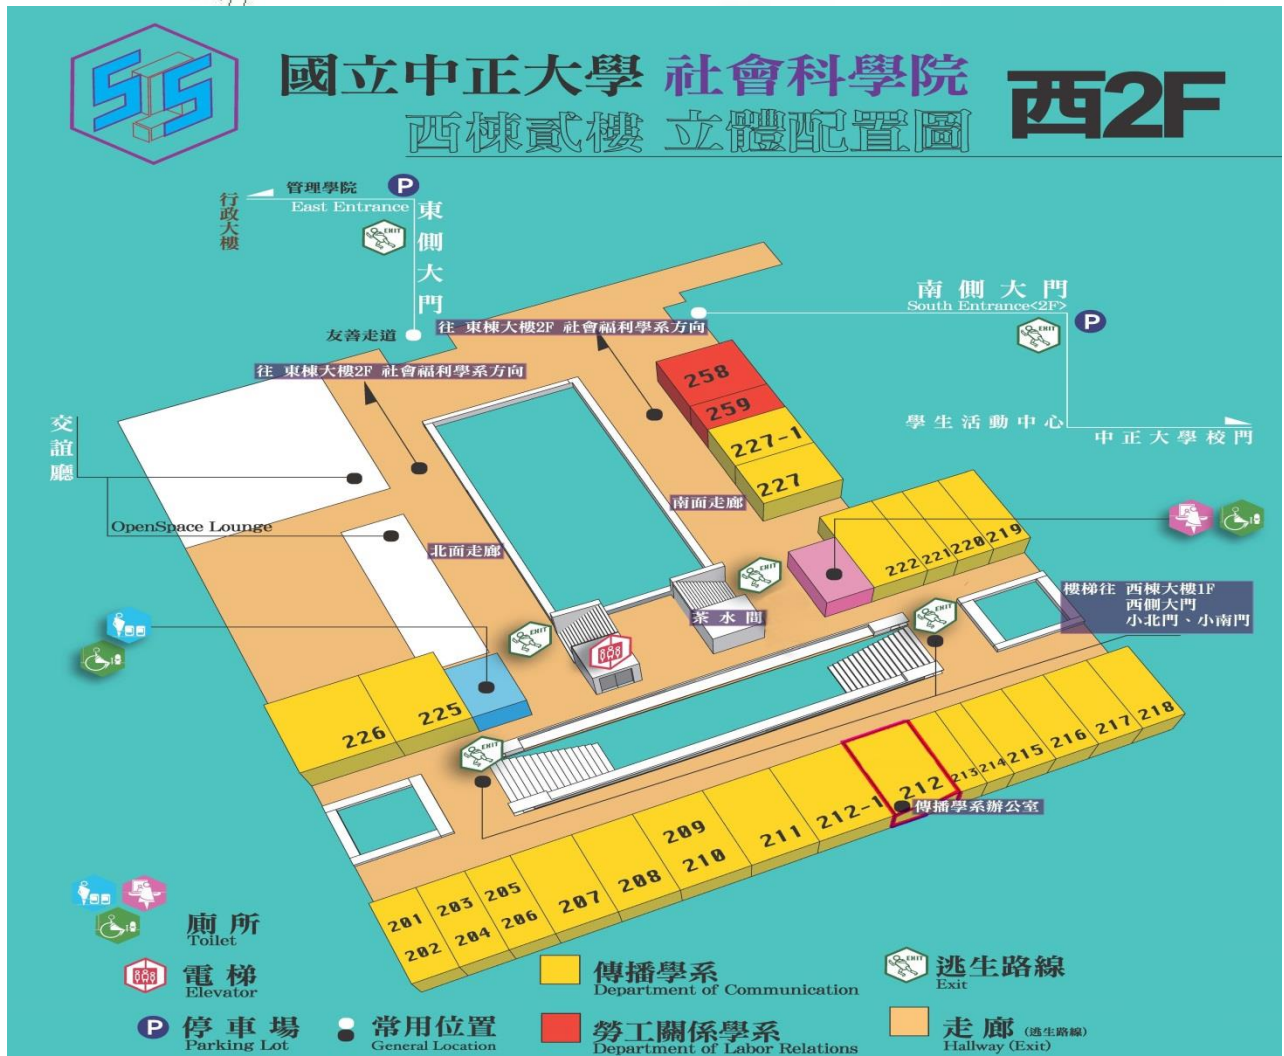 國立中正大學 社會科學院
西棟貳樓 立體配置圖
西2F
管理學院
P
East Entrance
行政大樓
東側大門
EXIT
友善走道
往 東棟大樓2F 社會福利學系方向
往 東棟大樓2F 社會福利學系方向
南側大門
South Entrance<2F>
EXIT
P
學生活動中心
中正大學校門
交誼廳
OpenSpace Lounge
258
259
227-1
227
南面走廊
北面走廊
222
221
220
219
EXIT
茶水間
EXIT
EXIT
樓梯往 西棟大樓1F
西側大門
小北門、小南門
226
225
EXIT
218
217
216
215
214
213
212
傳播學系辦公室
212-1
211
209
210
208
207
205
206
203
204
201
202
廁所
Toilet
電梯
Elevator
P
停車場
Parking Lot
常用位置
General Location
傳播學系
Department of Communication
勞工關係學系
Department of Labor Relations
EXIT
逃生路線
Exit
走廊 (逃生路線)
Hallway (Exit)